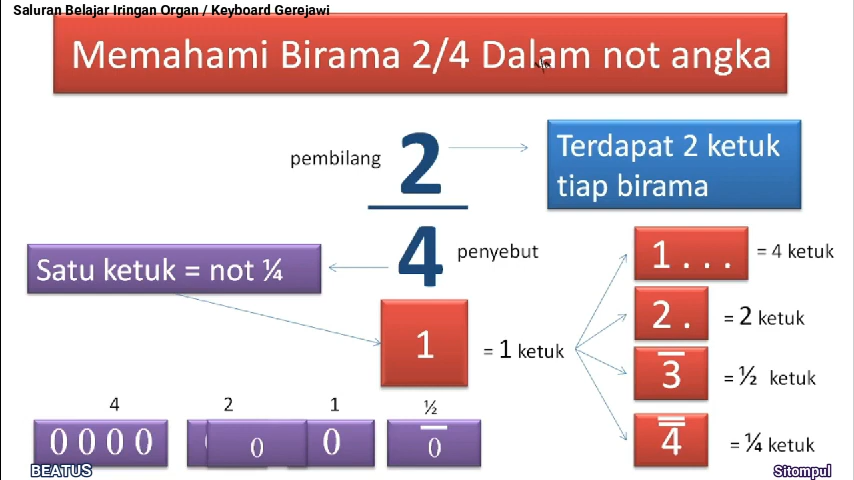 Saluran Belajar Iringan Organ / Keyboard Gerejawi
Memahami Birama 2/4 Dalam not angka
pembilang
2
4
penyebut
Terdapat 2 ketuk
tiap birama
Satu ketuk = not ¼
1
= 1 ketuk
1 . . .
= 4 ketuk
2 .
= 2 ketuk
3
= ½ ketuk
4
= ¼ ketuk
4
2
1
½
0 0 0 0
0
0
0
BEATUS
Sitompul